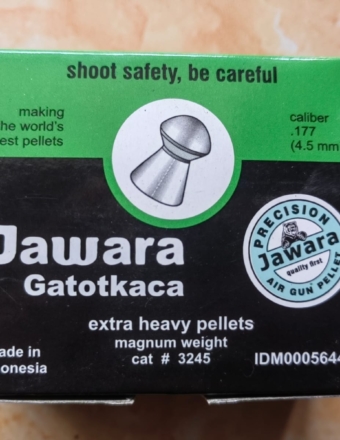 shoot safety, be careful
making
the world's
est pellets
caliber
.177
(4.5 mm
Jawara
Gatotkaca
PRECISION
Jawara
quality first
AIR GUN PELLET
extra heavy pellets
magnum weight
cat # 3245
ade in
onesia
IDM0005644